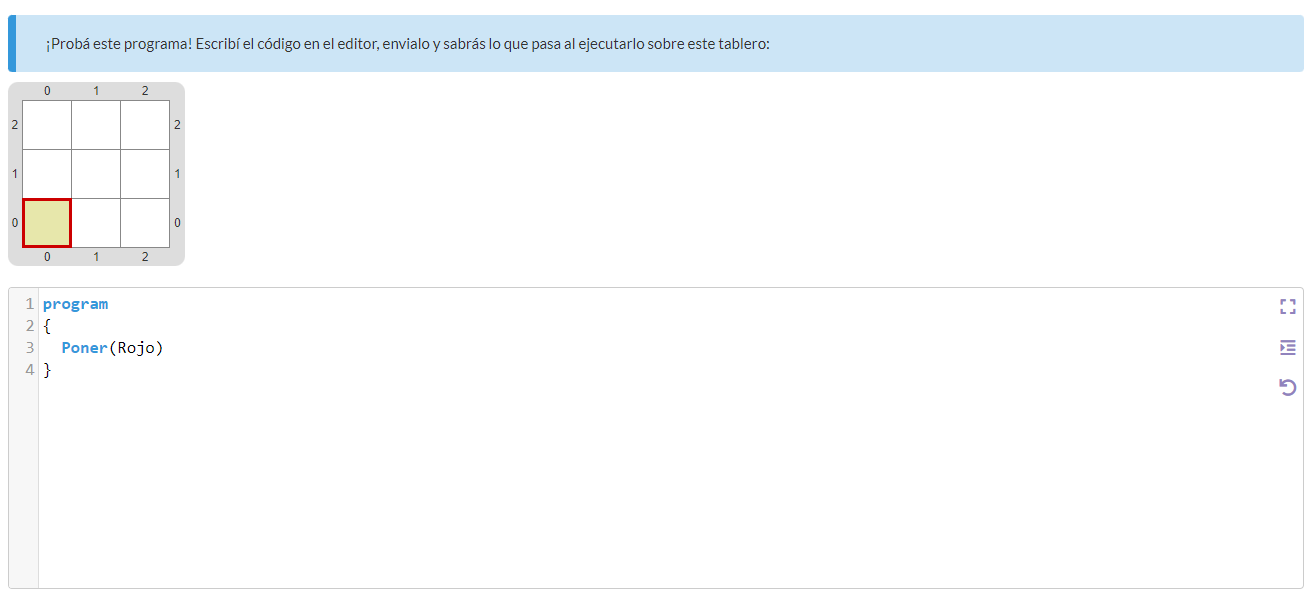 ¡Probá este programa! Escribí el código en el editor, envialo y sabrás lo que pasa al ejecutarlo sobre este tablero:
0 1 2
2 2
1 1
0 0
0 1 2
1 program
2 {
3 Poner(Rojo)
4 }